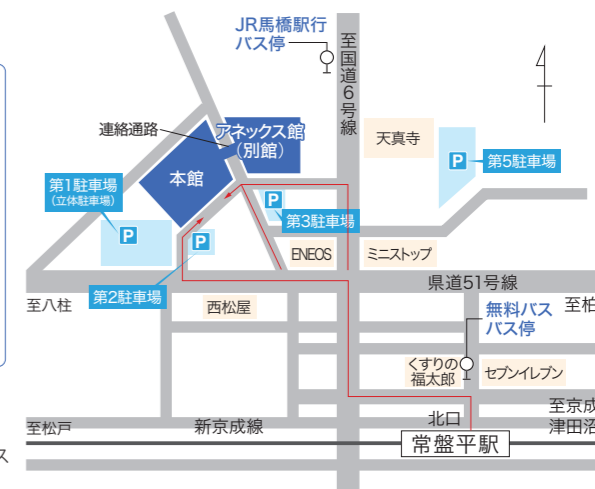 JR馬橋駅行
バス停
至国道6号線
連絡通路
アネックス館
（別館）
天真寺
P
第5駐車場
本館
第1駐車場
（立体駐車場）
P
P
第3駐車場
P
第2駐車場
ENEOS
ミニストップ
県道51号線
至八柱
西松屋
無料バス
バス停
至柏
くすりの
福太郎
セブンイレブン
至松戸
新京成線
北口
至京成
津田沼
常盤平駅
ス